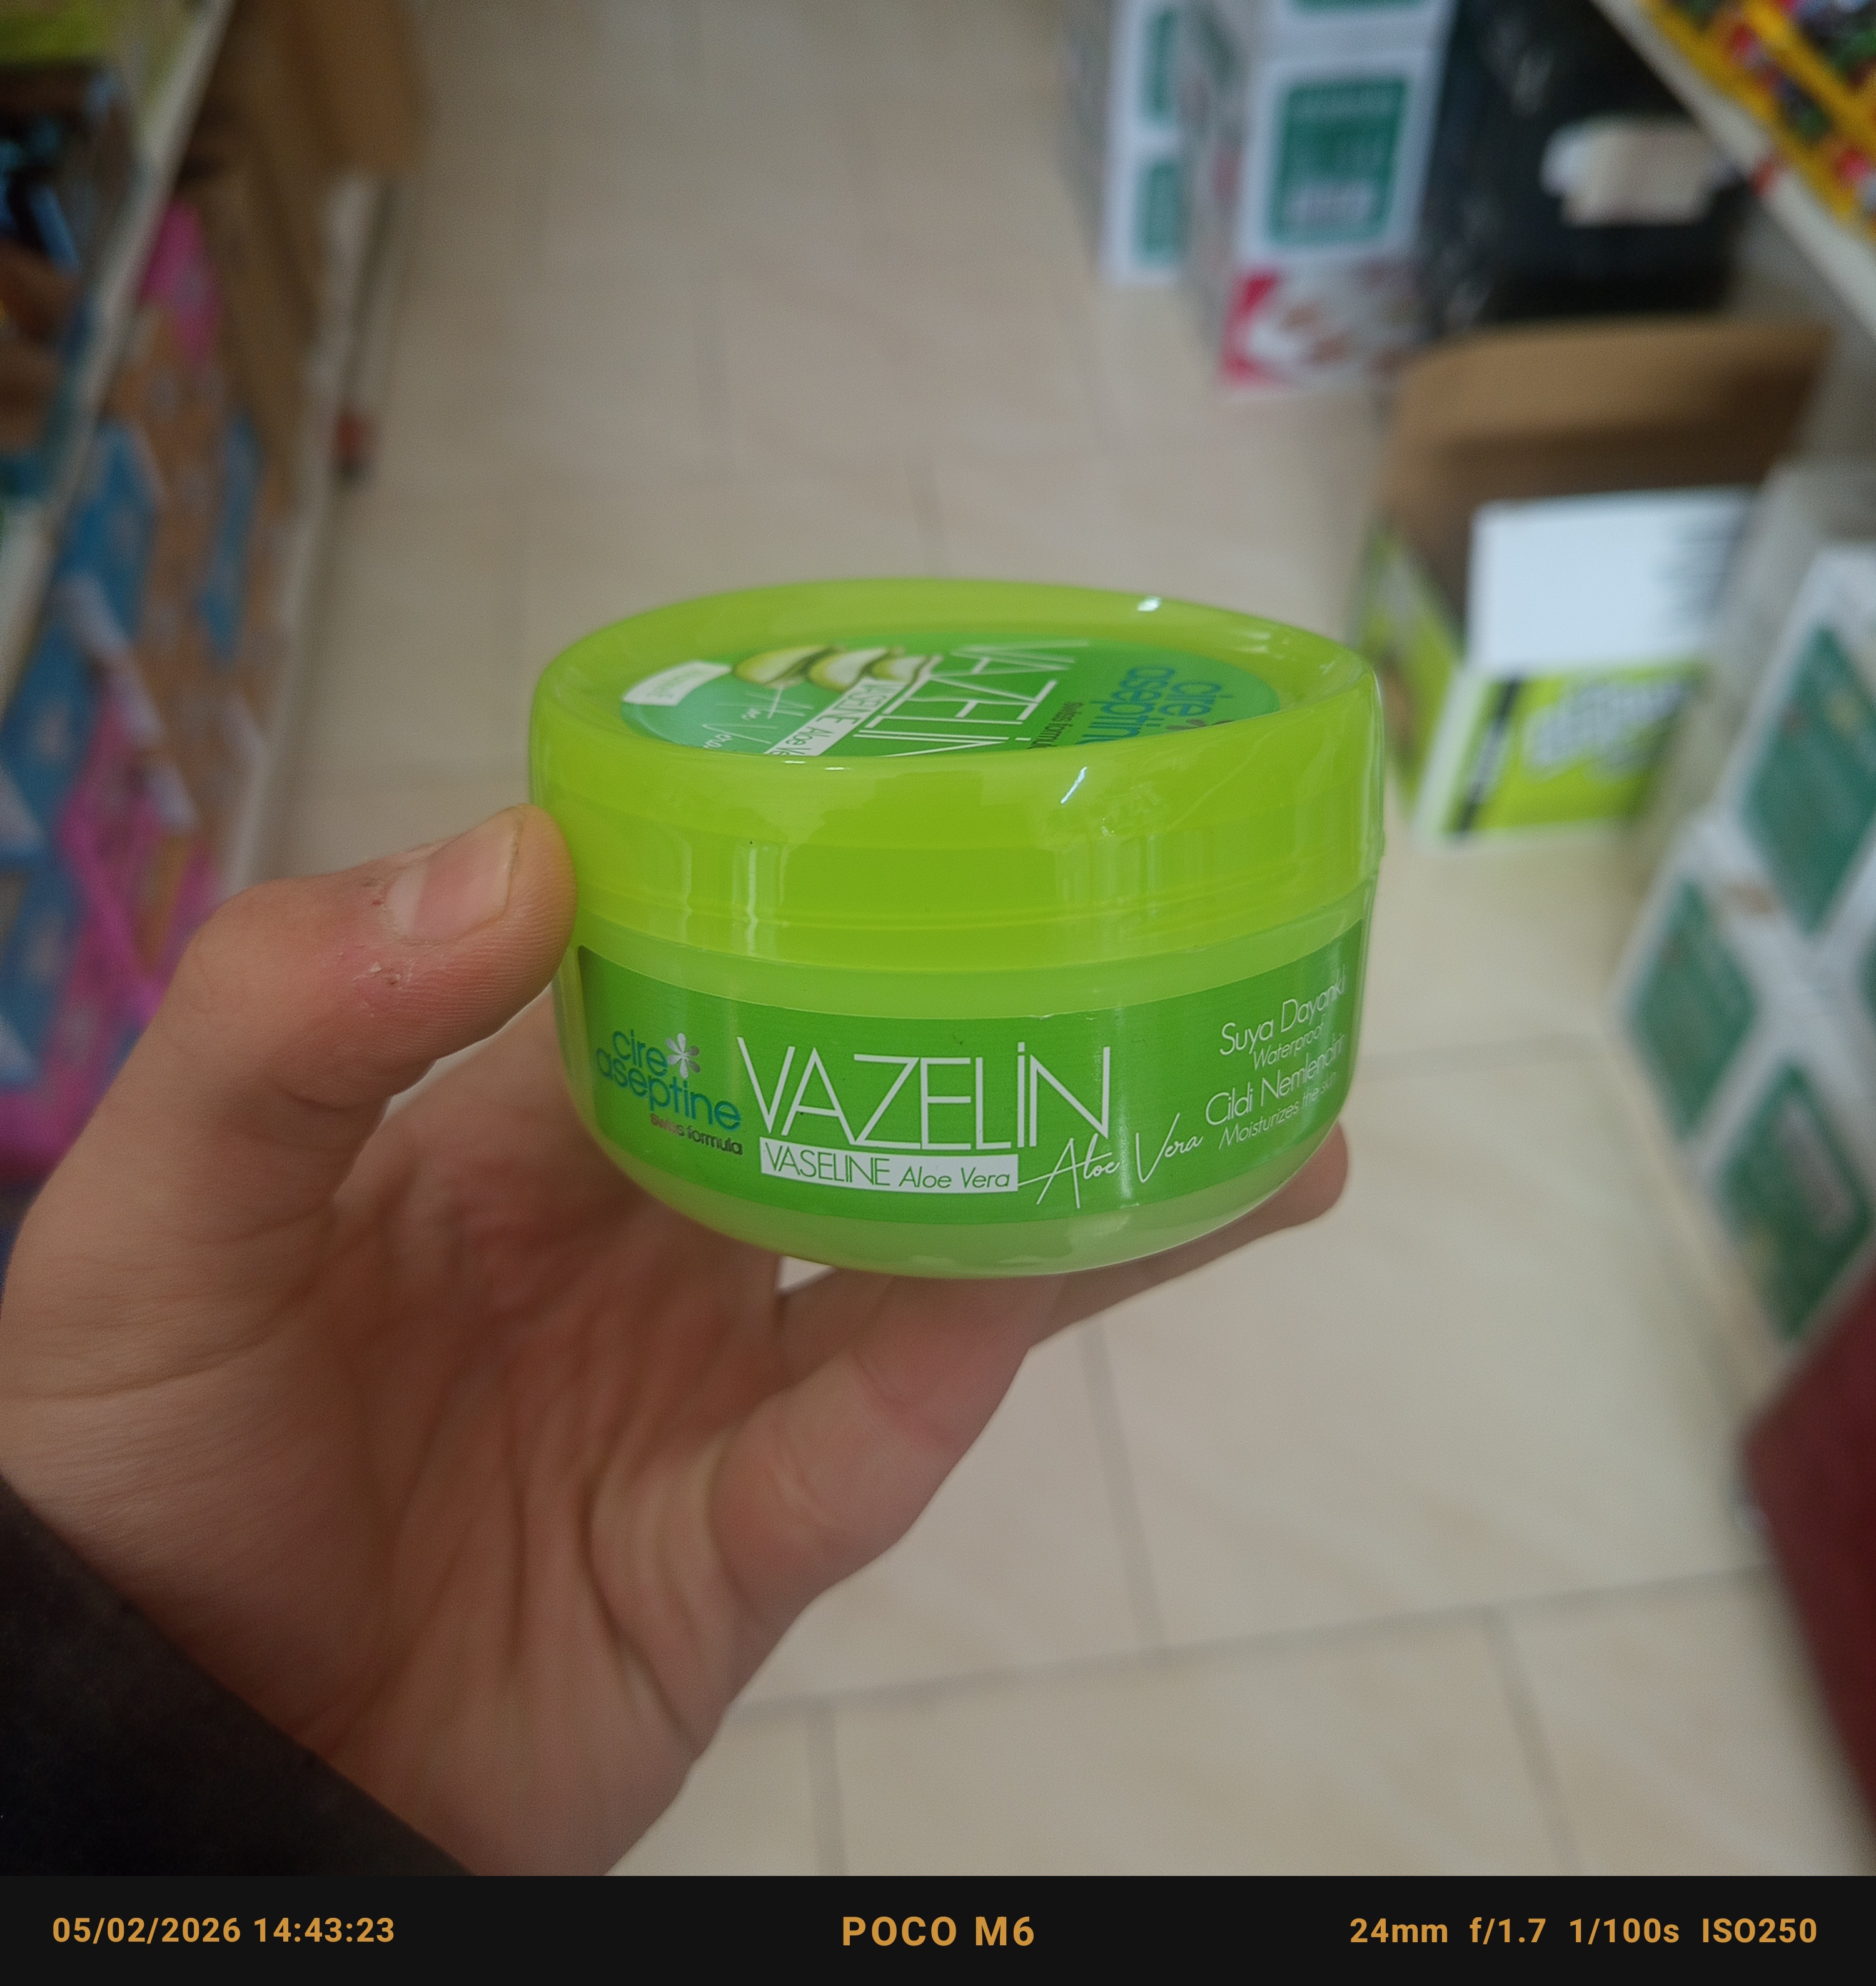 VAZELİN
cire
aseptine
cire
aseptine
Swiss formula
VAZELİN
VASELINE Aloe Vera
Aloe Vera
Suya Dayanıklı
Waterproof
Cildi Nemlendirir
Moisturizes the skin
05/02/2026 14:43:23
POCO M6
24mm f/1.7 1/100s ISO250